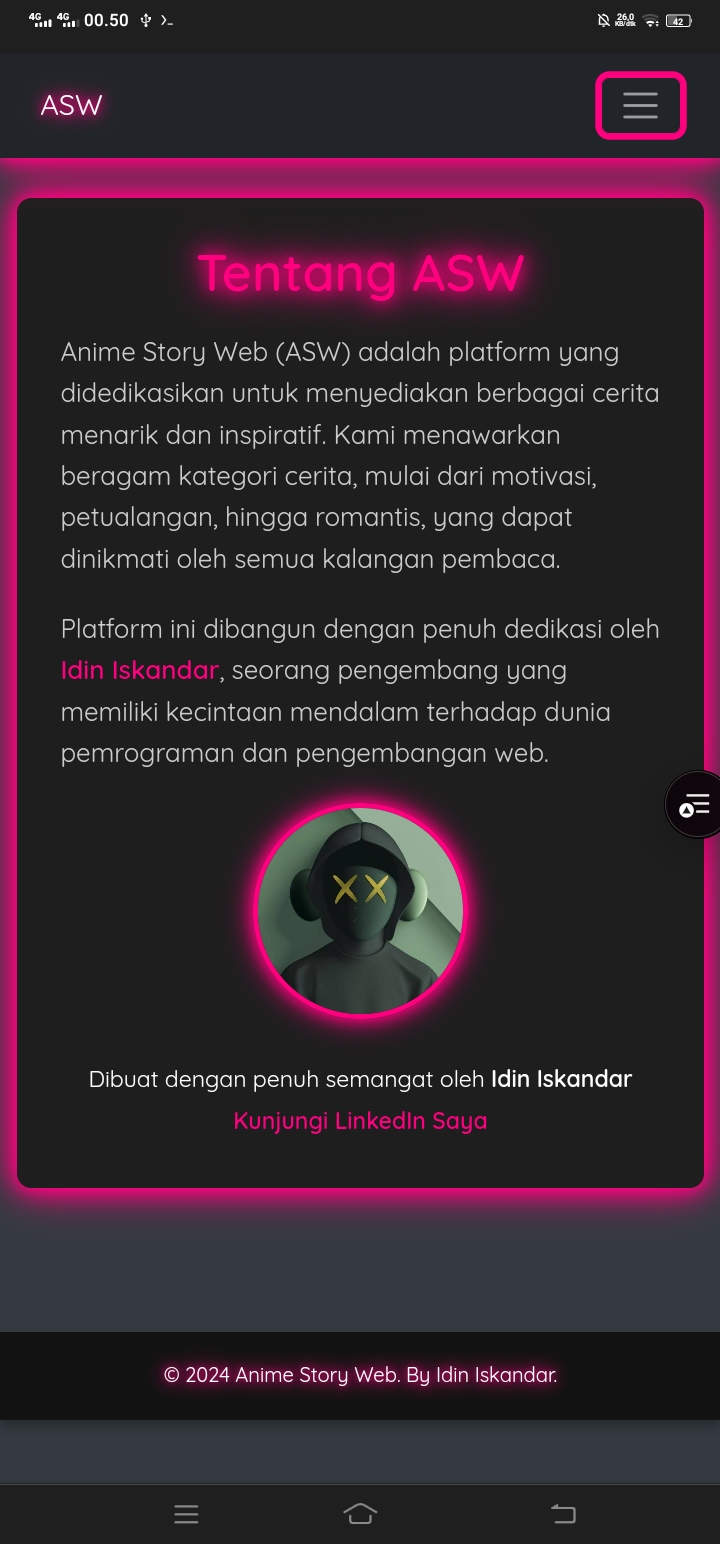 4G 4G 00.50 26,0 KB/dtk 42
ASW
Tentang ASW
Anime Story Web (ASW) adalah platform yang
didedikasikan untuk menyediakan berbagai cerita
menarik dan inspiratif. Kami menawarkan
beragam kategori cerita, mulai dari motivasi,
petualangan, hingga romantis, yang dapat
dinikmati oleh semua kalangan pembaca.
Platform ini dibangun dengan penuh dedikasi oleh
Idin Iskandar, seorang pengembang yang
memiliki kecintaan mendalam terhadap dunia
pemrograman dan pengembangan web.
Dibuat dengan penuh semangat oleh Idin Iskandar
Kunjungi LinkedIn Saya
© 2024 Anime Story Web. By Idin Iskandar.